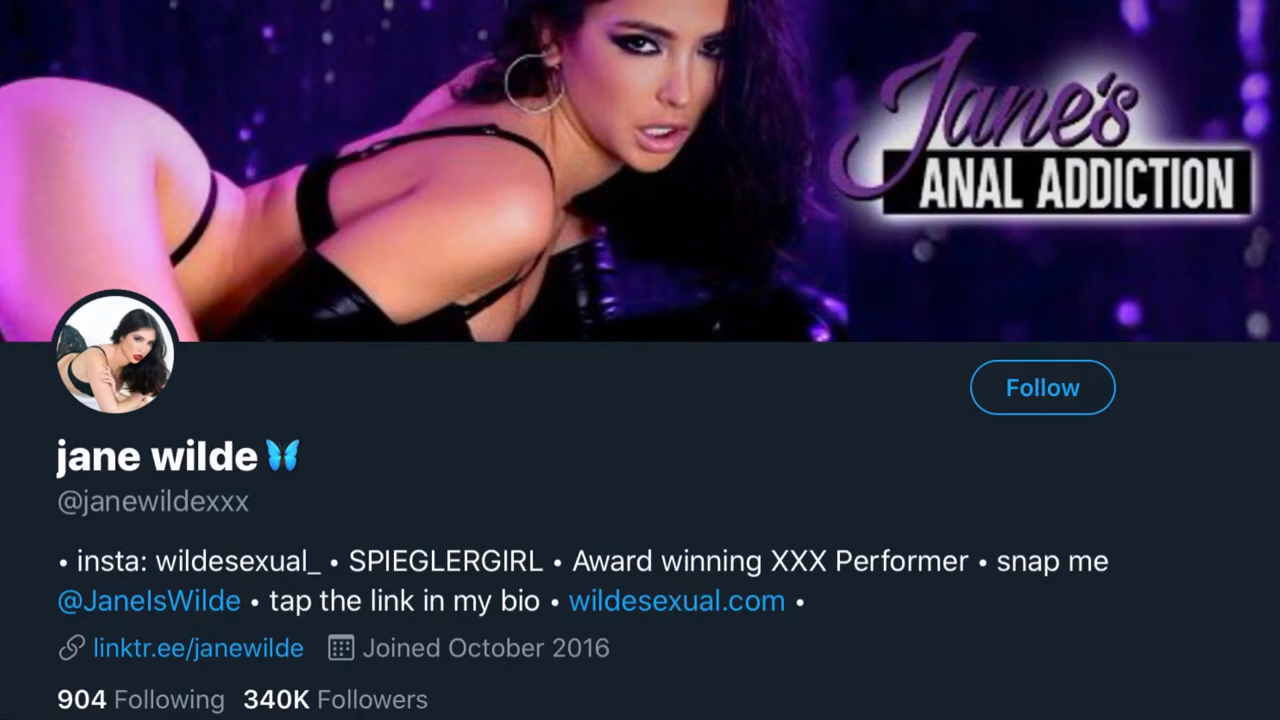 Jane's
ANAL ADDICTION
Follow
jane wilde🦋
@janewildexxx
• insta: wildesexual_ • SPIEGLERGIRL • Award winning XXX Performer • snap me
@JaneIsWilde • tap the link in my bio • wildesexual.com •
linktr.ee/janewilde Joined October 2016
904 Following 340K Followers